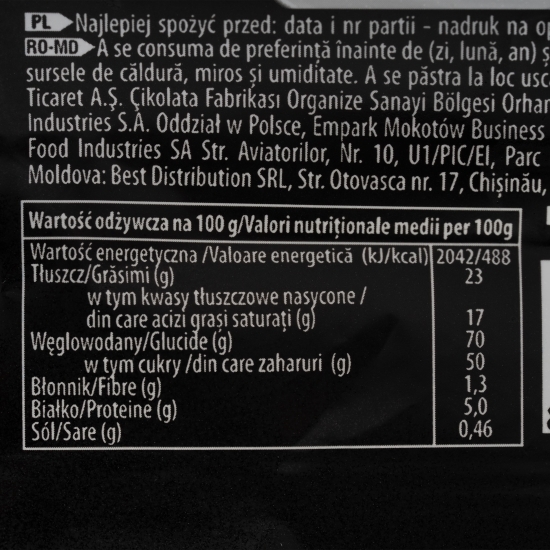 PL Najlepiej spożyć przed: data i nr partii - nadruk na
RO-MD A se consuma de preferință înainte de (zi, lună, an)
sursele de căldură, miros și umiditate. A se păstra la loc
Ticaret A.Ş. Çikolata Fabrikası Organize Sanayi Bölgesi
Industries S.A. Oddział w Polsce, Empark Mokotów Business
Food Industries SA Str. Aviatorilor, Nr. 10, U1/PIC/EI, Parc
Moldova: Best Distribution SRL, Str. Otovasca nr. 17, Chișinău,
Wartość odżywcza na 100 g/Valori nutriționale medii per 100g
Wartość energetyczna /Valoare energetică (kJ/kcal) 2042/488
Tłuszcz/Grăsimi (g) 23
w tym kwasy tłuszczowe nasycone /
din care acizi grași saturați (g) 17
Węglowodany/Glucide (g) 70
w tym cukry /din care zaharuri (g) 50
Błonnik/Fibre (g) 1,3
Białko/Proteine (g) 5,0
Sól/Sare (g) 0,46